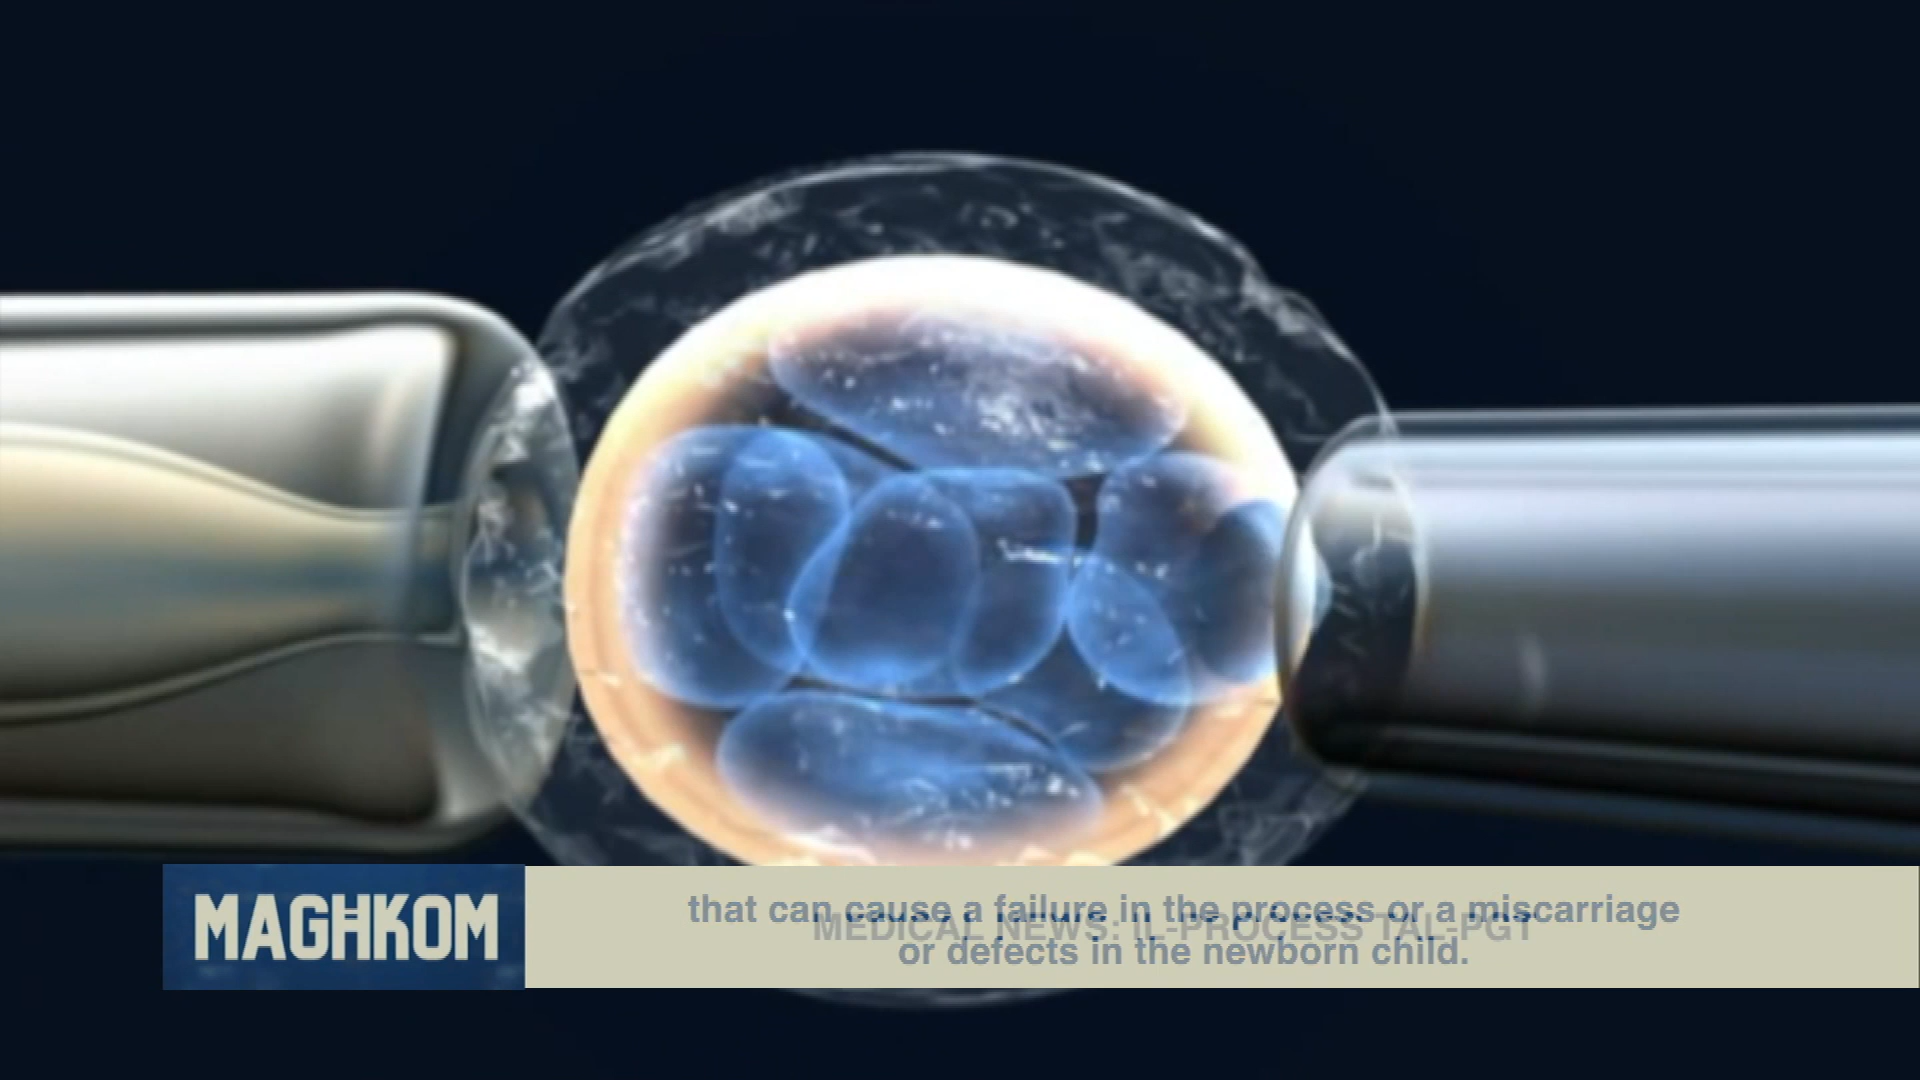 MAGHKOM
that can cause a failure in the process or a miscarriage
MEDICAL NEWS: IL-PROCESS TAL-PGT
or defects in the newborn child.